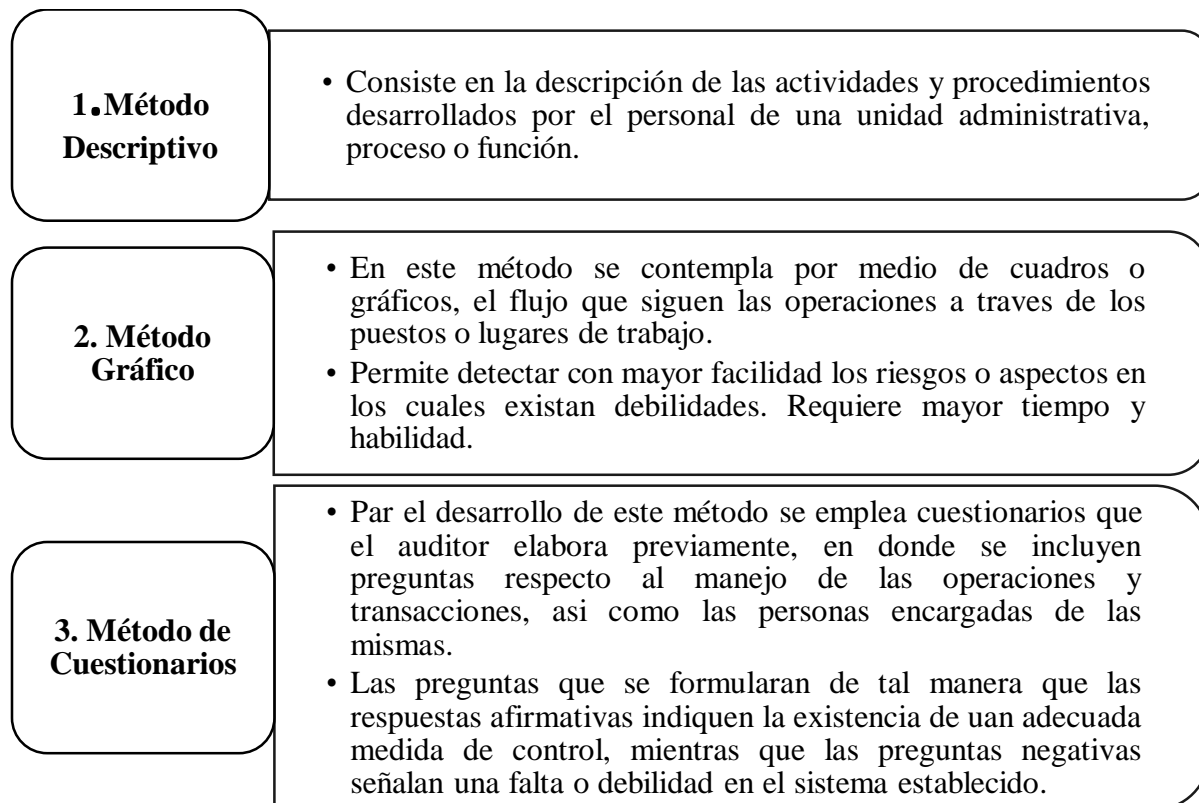 1.Método
Descriptivo
• Consiste en la descripción de las actividades y procedimientos
desarrollados por el personal de una unidad administrativa,
proceso o función.
2. Método
Gráfico
• En este método se contempla por medio de cuadros o
gráficos, el flujo que siguen las operaciones a traves de los
puestos o lugares de trabajo.
• Permite detectar con mayor facilidad los riesgos o aspectos en
los cuales existan debilidades. Requiere mayor tiempo y
habilidad.
3. Método de
Cuestionarios
• Par el desarrollo de este método se emplea cuestionarios que
el auditor elabora previamente, en donde se incluyen
preguntas respecto al manejo de las operaciones y
transacciones, asi como las personas encargadas de las
mismas.
• Las preguntas que se formularan de tal manera que las
respuestas afirmativas indiquen la existencia de uan adecuada
medida de control, mientras que las preguntas negativas
señalan una falta o debilidad en el sistema establecido.